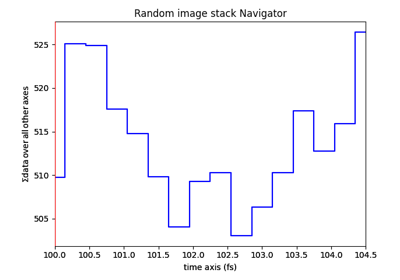 Random image stack Navigator
525
520
515
510
505
Σdata over all other axes
100.0 100.5 101.0 101.5 102.0 102.5 103.0 103.5 104.0 104.5
time axis (fs)